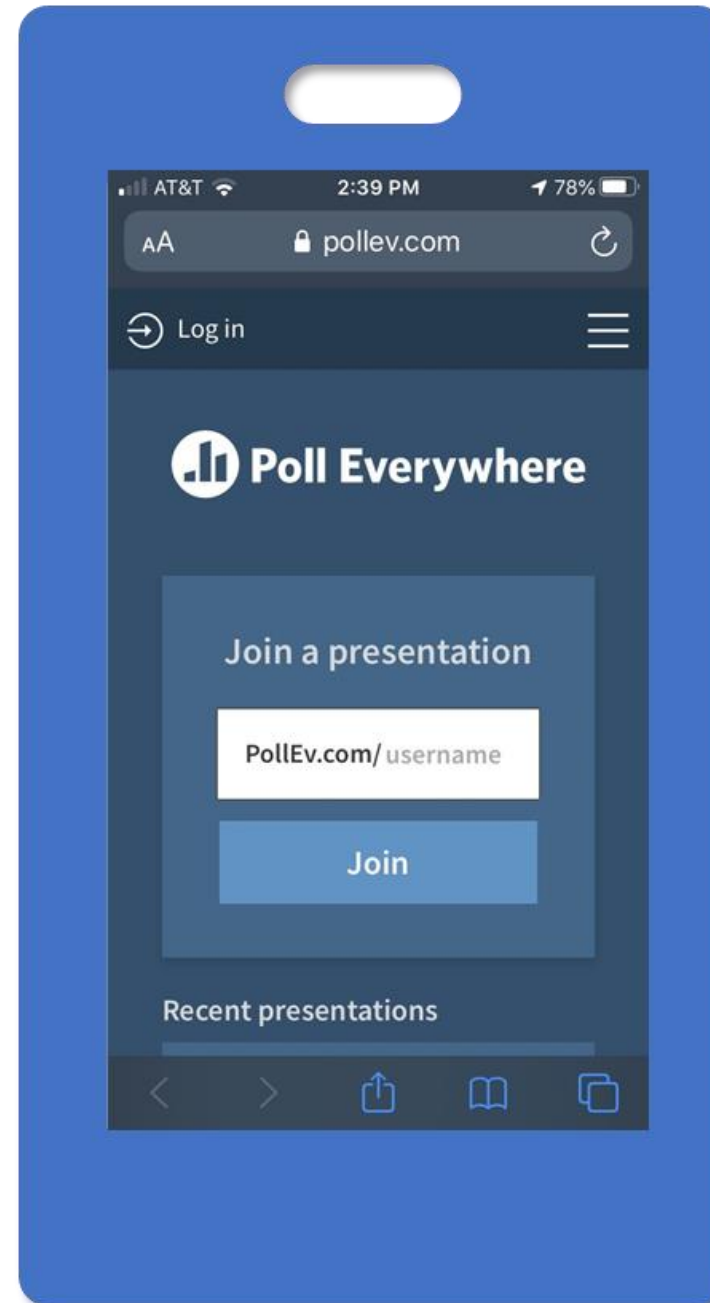 AT&T 2:39 PM 78%
AA pollev.com
Log in
Poll Everywhere
Join a presentation
PollEv.com/ username
Join
Recent presentations